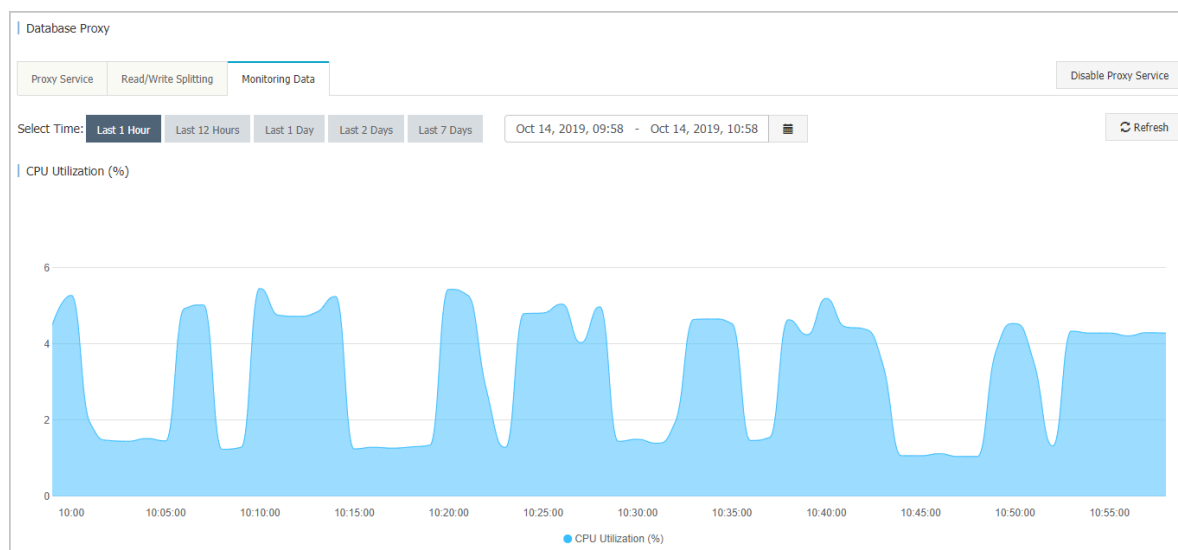 Database Proxy
Proxy Service Read/Write Splitting Monitoring Data Disable Proxy Service
Select Time: Last 1 Hour Last 12 Hours Last 1 Day Last 2 Days Last 7 Days Oct 14, 2019, 09:58 - Oct 14, 2019, 10:58 Refresh
CPU Utilization (%)
6
4
2
0
10:00 10:05:00 10:10:00 10:15:00 10:20:00 10:25:00 10:30:00 10:35:00 10:40:00 10:45:00 10:50:00 10:55:00
CPU Utilization (%)